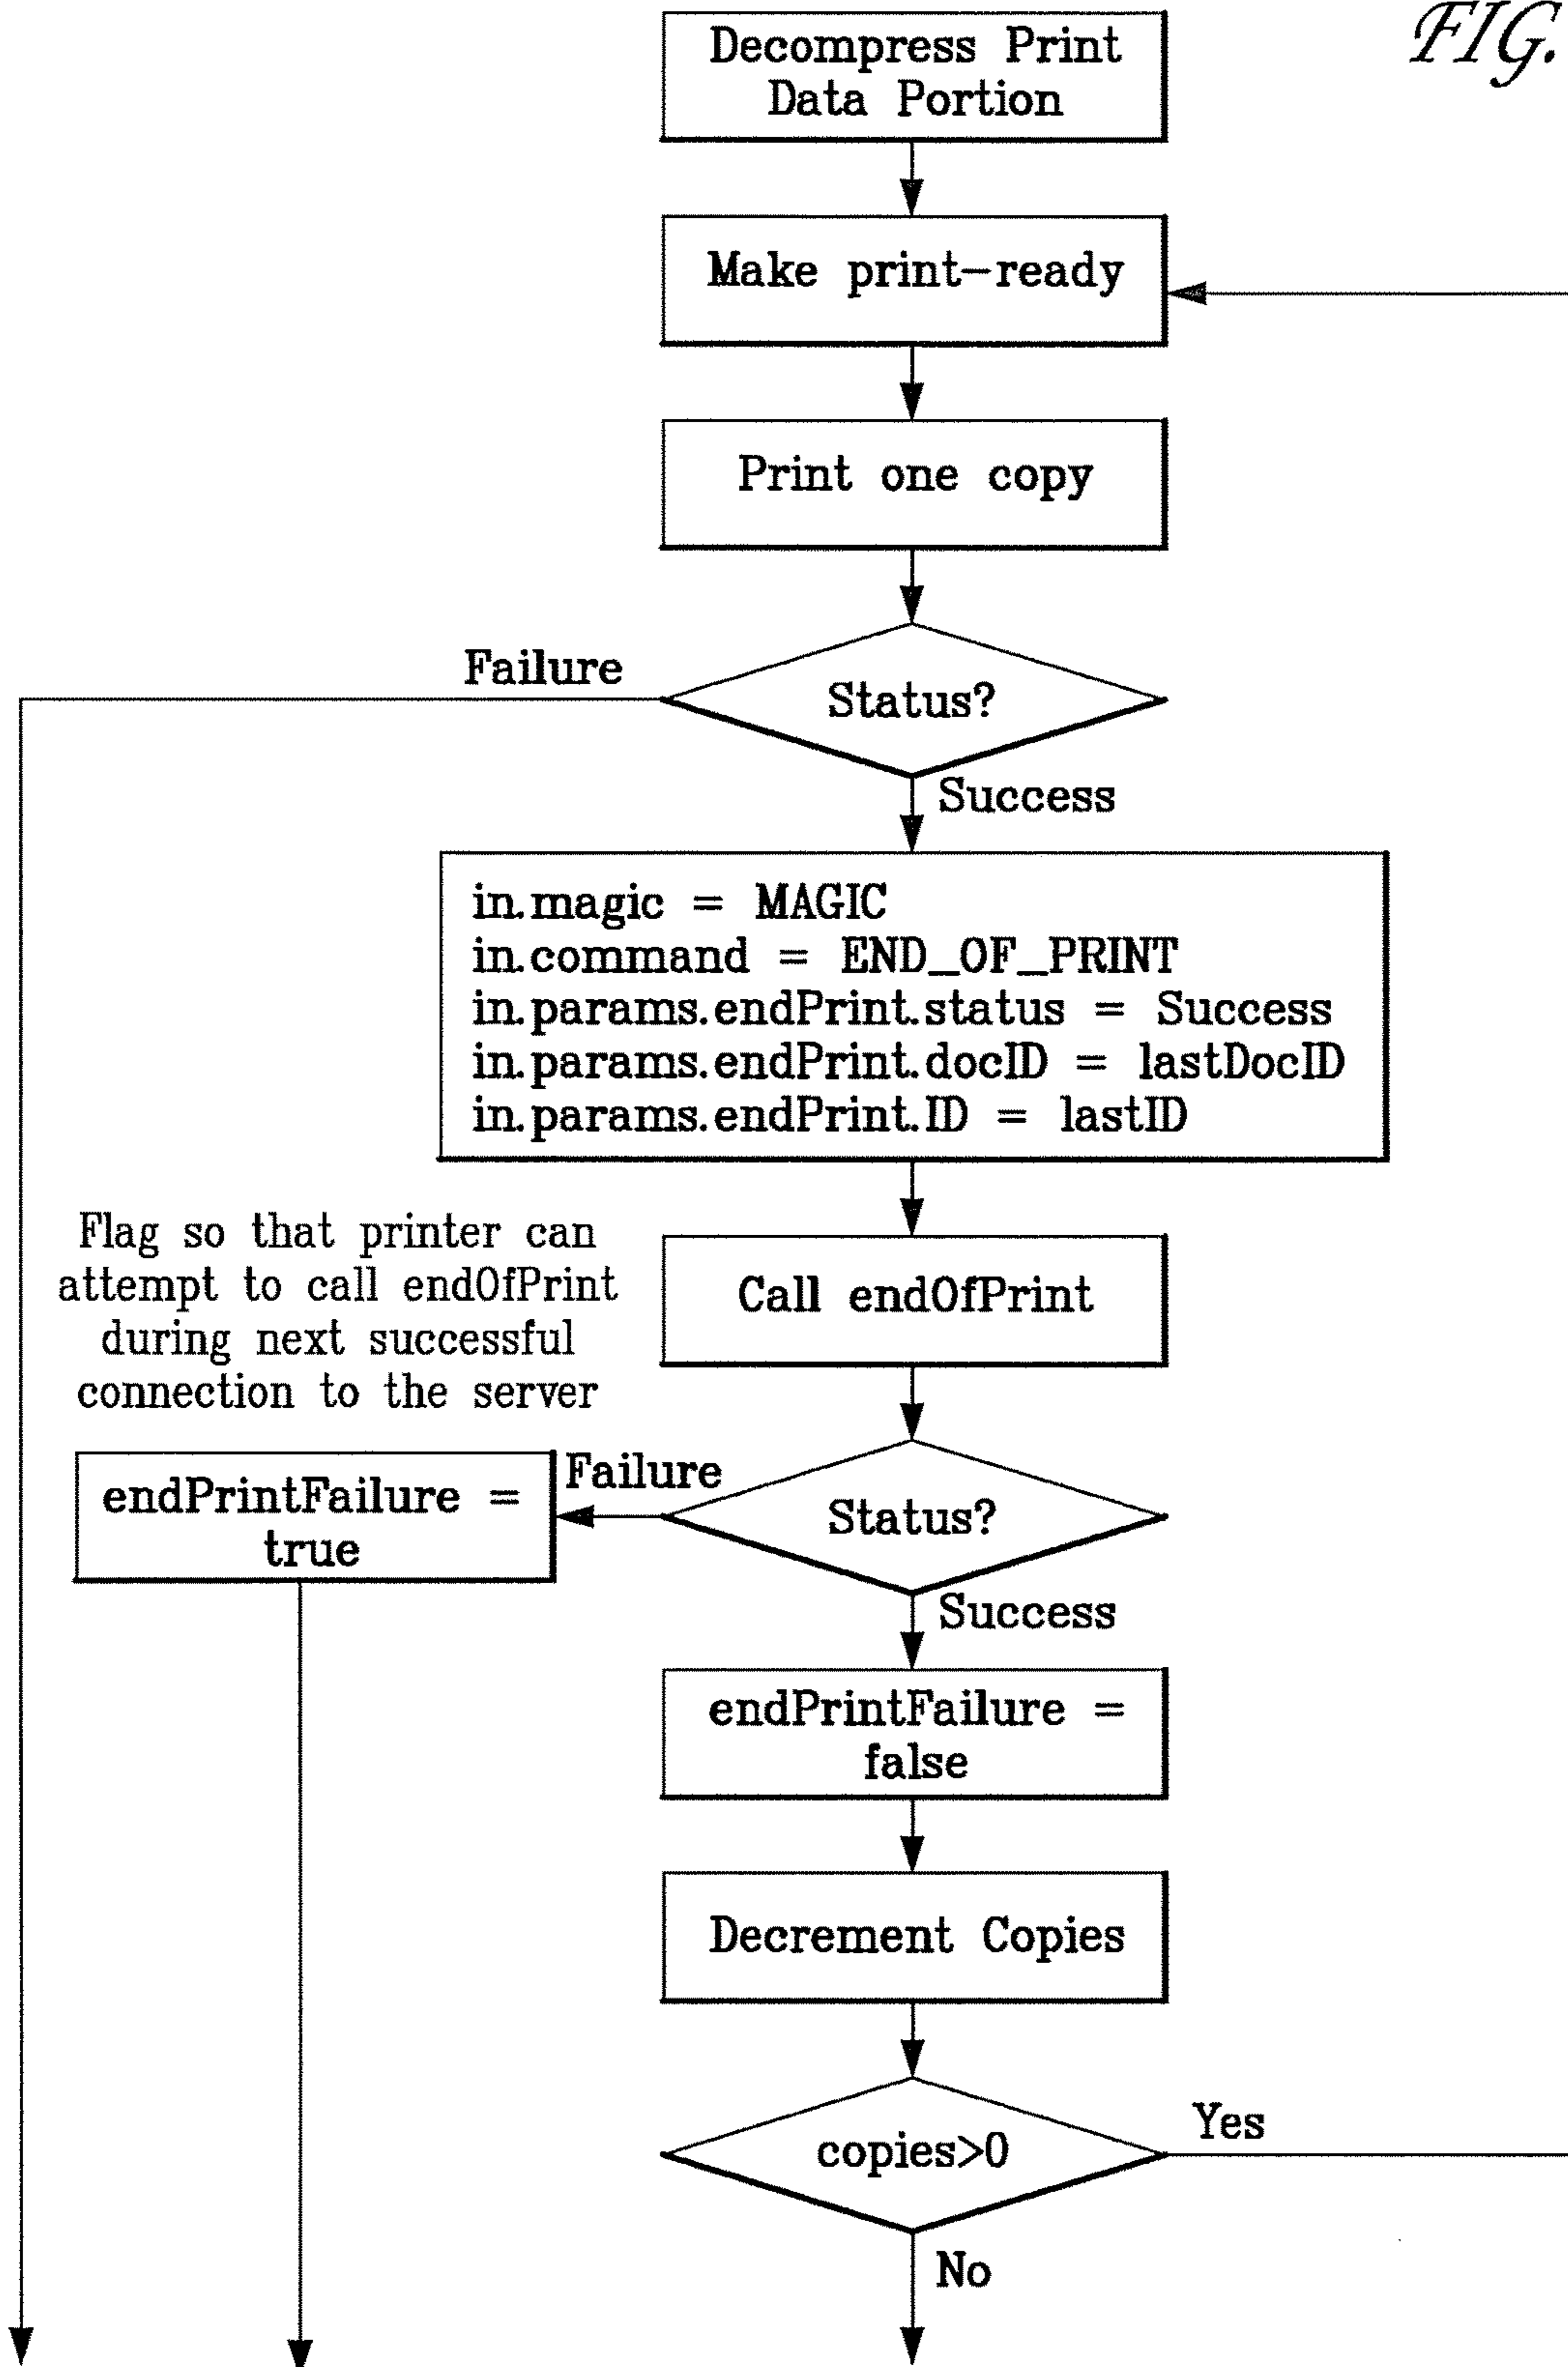 FIG.
Decompress Print
Data Portion
Make print-ready
Print one copy
Failure
Status?
Success
in.magic = MAGIC
in.command = END_OF_PRINT
in.params.endPrint.status = Success
in.params.endPrint.docID = lastDocID
in.params.endPrint.ID = lastID
Flag so that printer can
attempt to call endOfPrint
during next successful
connection to the server
Call endOfPrint
endPrintFailure =
true
Failure
Status?
Success
endPrintFailure =
false
Decrement Copies
copies>0
Yes
No